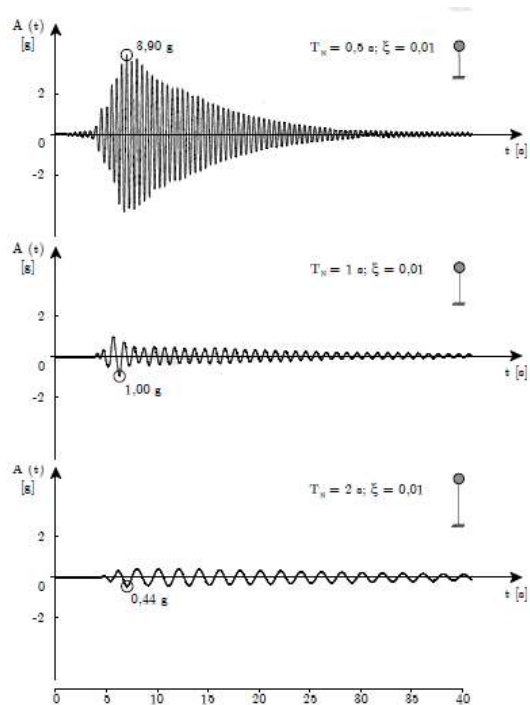 A (t)
[g]
3,90 g
T_N = 0,5 s; ξ = 0,01
2
0
-2
t [s]
A (t)
[g]
T_N = 1 s; ξ = 0,01
2
0
-2
1,00 g
t [s]
A (t)
[g]
T_N = 2 s; ξ = 0,01
2
0
-2
0,44 g
t [s]
0 5 10 15 20 25 30 35 40